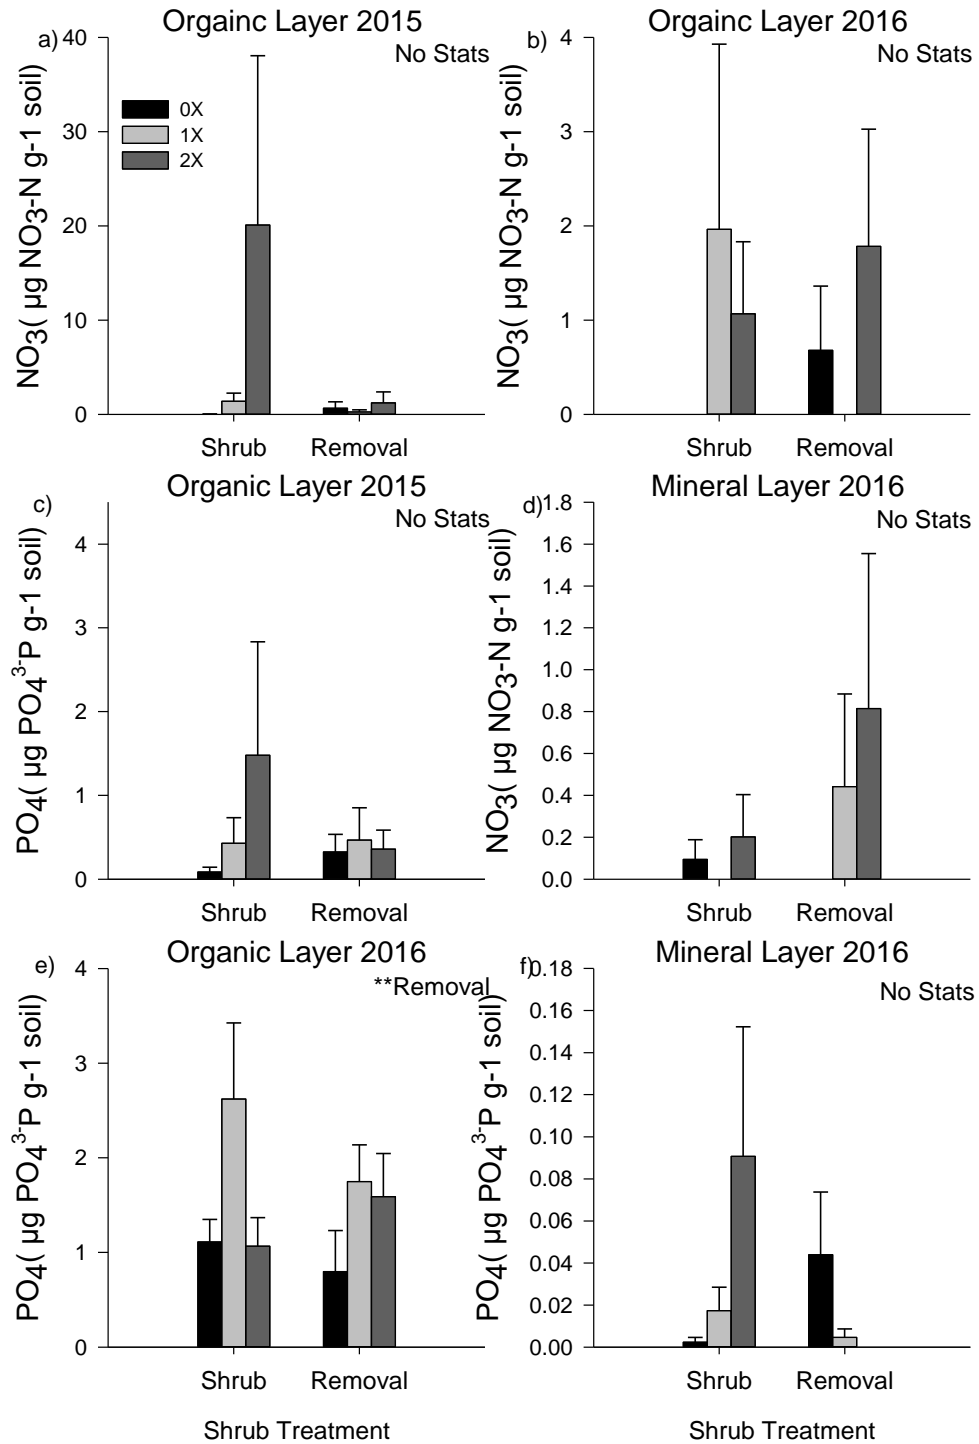 Orgainc Layer 2015
a)
No Stats
40
30
20
10
0
NO3( µg NO3-N g-1 soil)
0X
1X
2X
Shrub Removal
Orgainc Layer 2016
b)
No Stats
4
3
2
1
0
NO3( µg NO3-N g-1 soil)
Shrub Removal
Organic Layer 2015
c)
No Stats
4
3
2
1
0
PO4( µg PO4 3-P g-1 soil)
Shrub Removal
Mineral Layer 2016
d)
No Stats
1.8
1.6
1.4
1.2
1.0
0.8
0.6
0.4
0.2
0.0
NO3( µg NO3-N g-1 soil)
Shrub Removal
Organic Layer 2016
e)
**Removal
4
3
2
1
0
PO4( µg PO4 3-P g-1 soil)
Shrub Removal
Shrub Treatment
Mineral Layer 2016
f)
No Stats
0.18
0.16
0.14
0.12
0.10
0.08
0.06
0.04
0.02
0.00
PO4( µg PO4 3-P g-1 soil)
Shrub Removal
Shrub Treatment